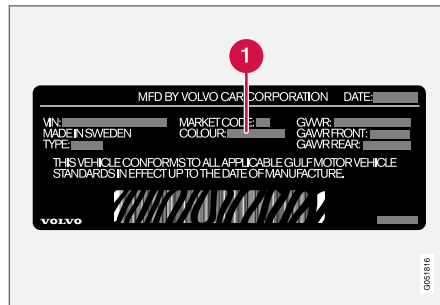 1
MFD BY VOLVO CAR CORPORATION DATE:
VIN: MARKET CODE: GVWR:
MADE IN SWEDEN COLOUR: GAWR FRONT:
TYPE: GAWR REAR:
THIS VEHICLE CONFORMS TO ALL APPLICABLE GULF MOTOR VEHICLE
STANDARDS IN EFFECT UP TO THE DATE OF MANUFACTURE.
VOLVO
G051816